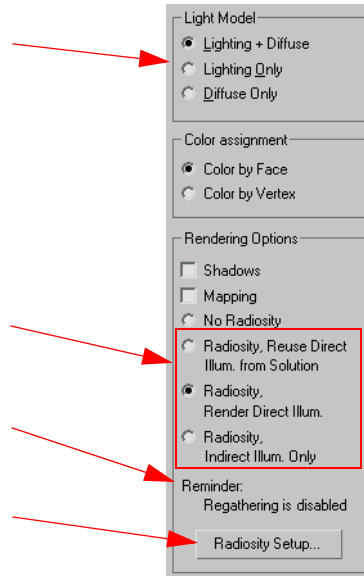 Light Model
Lighting + Diffuse
Lighting Only
Diffuse Only
Color assignment
Color by Face
Color by Vertex
Rendering Options
Shadows
Mapping
No Radiosity
Radiosity, Reuse Direct
Illum. from Solution
Radiosity,
Render Direct Illum.
Radiosity,
Indirect Illum. Only
Reminder:
Regathering is disabled
Radiosity Setup...